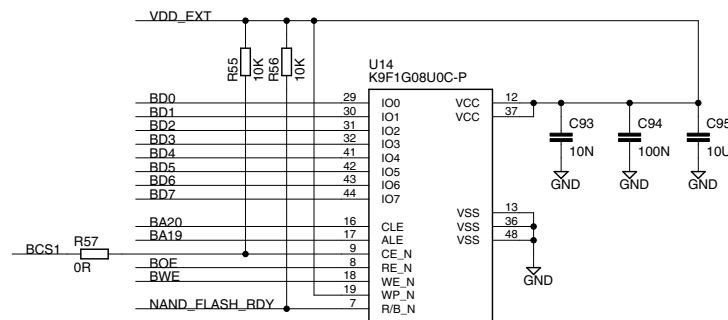 VDD_EXT
R55
10K
R56
10K
U14
K9F1G08U0C-P
BD0 29 IO0 VCC 12
BD1 30 IO1 VCC 37
BD2 31 IO2
BD3 32 IO3
BD4 41 IO4
BD5 42 IO5
BD6 43 IO6
BD7 44 IO7
C93
10N
GND
C94
100N
GND
C95
10U
GND
VSS 13
BA20 16 CLE VSS 36
BA19 17 ALE VSS 48
BCS1 R57 0R 9 CE_N
BOE 8 RE_N
BWE 18 WE_N
19 WP_N
NAND_FLASH_RDY 7 R/B_N
GND